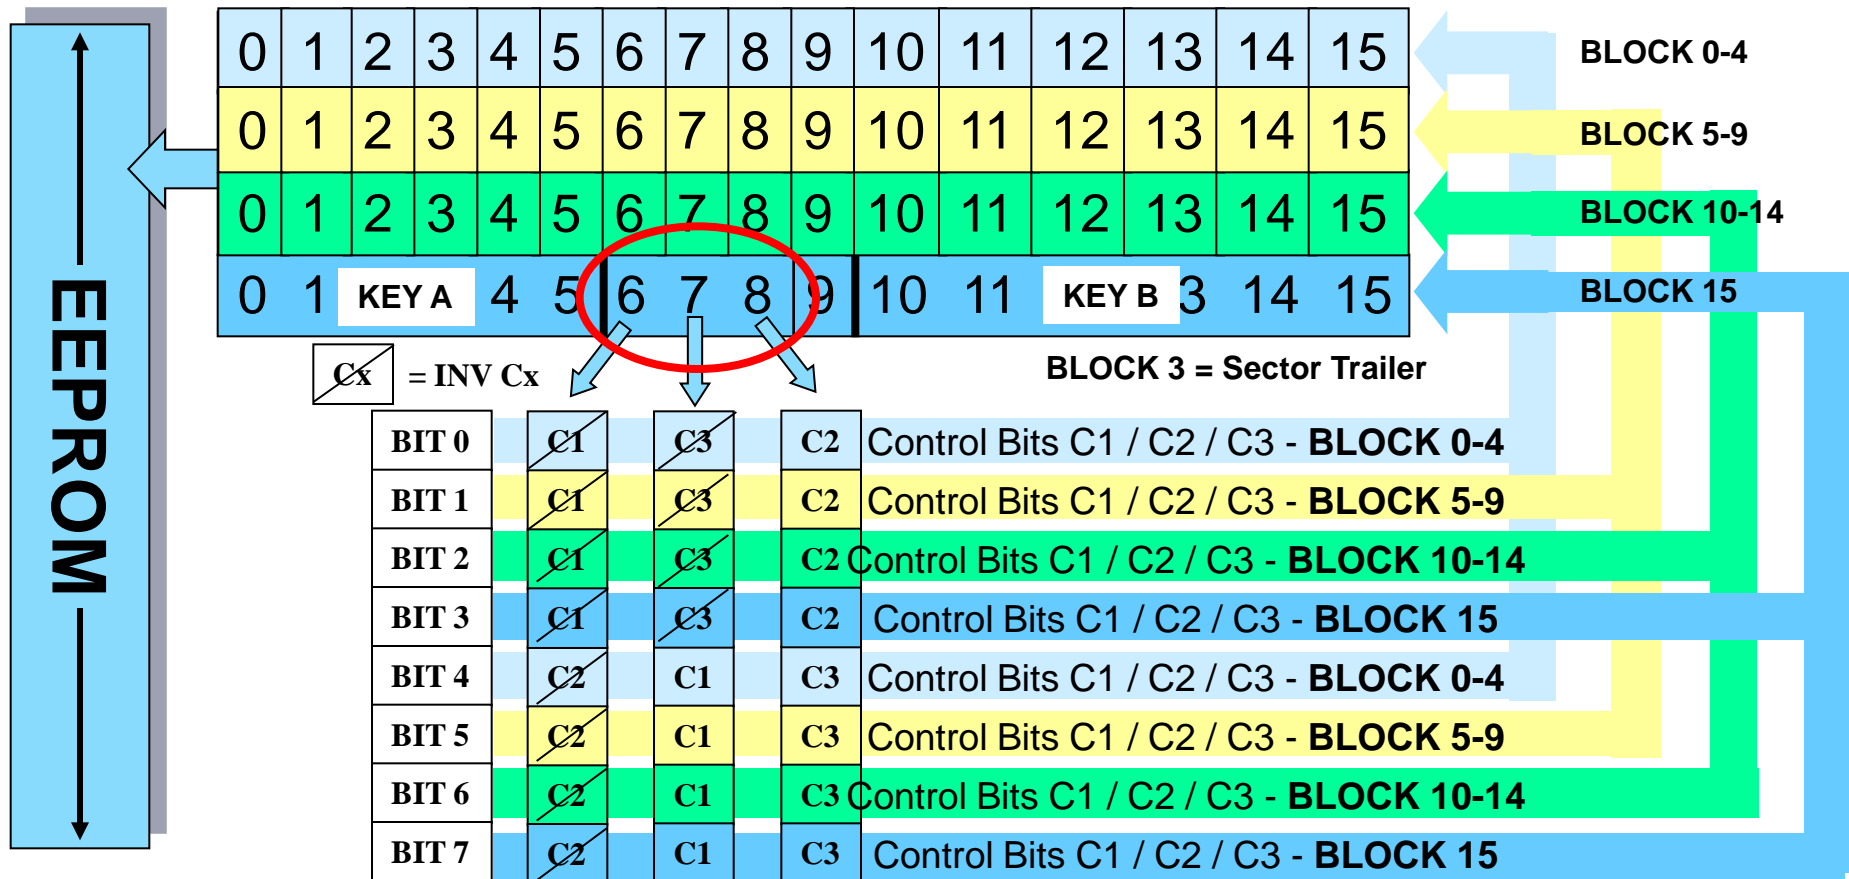 EEPROM
0 1 2 3 4 5 6 7 8 9 10 11 12 13 14 15 BLOCK 0-4
0 1 2 3 4 5 6 7 8 9 10 11 12 13 14 15 BLOCK 5-9
0 1 2 3 4 5 6 7 8 9 10 11 12 13 14 15 BLOCK 10-14
0 1 KEY A 4 5 6 7 8 9 10 11 KEY B 3 14 15 BLOCK 15
Cx = INV Cx BLOCK 3 = Sector Trailer
BIT 0 C1 C3 C2 Control Bits C1 / C2 / C3 - BLOCK 0-4
BIT 1 C1 C3 C2 Control Bits C1 / C2 / C3 - BLOCK 5-9
BIT 2 C1 C3 C2 Control Bits C1 / C2 / C3 - BLOCK 10-14
BIT 3 C1 C3 C2 Control Bits C1 / C2 / C3 - BLOCK 15
BIT 4 C2 C1 C3 Control Bits C1 / C2 / C3 - BLOCK 0-4
BIT 5 C2 C1 C3 Control Bits C1 / C2 / C3 - BLOCK 5-9
BIT 6 C2 C1 C3 Control Bits C1 / C2 / C3 - BLOCK 10-14
BIT 7 C2 C1 C3 Control Bits C1 / C2 / C3 - BLOCK 15